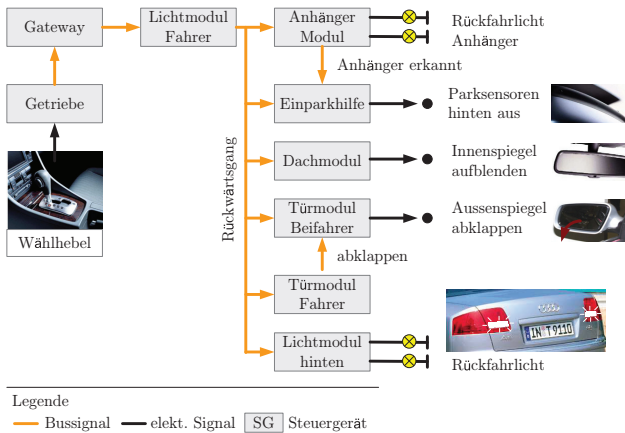 Gateway
Lichtmodul
Fahrer
Anhänger
Modul
Rückfahrlicht
Anhänger
Anhänger erkannt
Getriebe
Einparkhilfe
Parksensoren
hinten aus
Dachmodul
Innenspiegel
aufblenden
Rückwärtsgang
Türmodul
Beifahrer
Aussenspiegel
abklappen
Wählhebel
abklappen
Türmodul
Fahrer
Lichtmodul
hinten
IN T 9110
Rückfahrlicht
Legende
Bussignal elekt. Signal SG Steuergerät